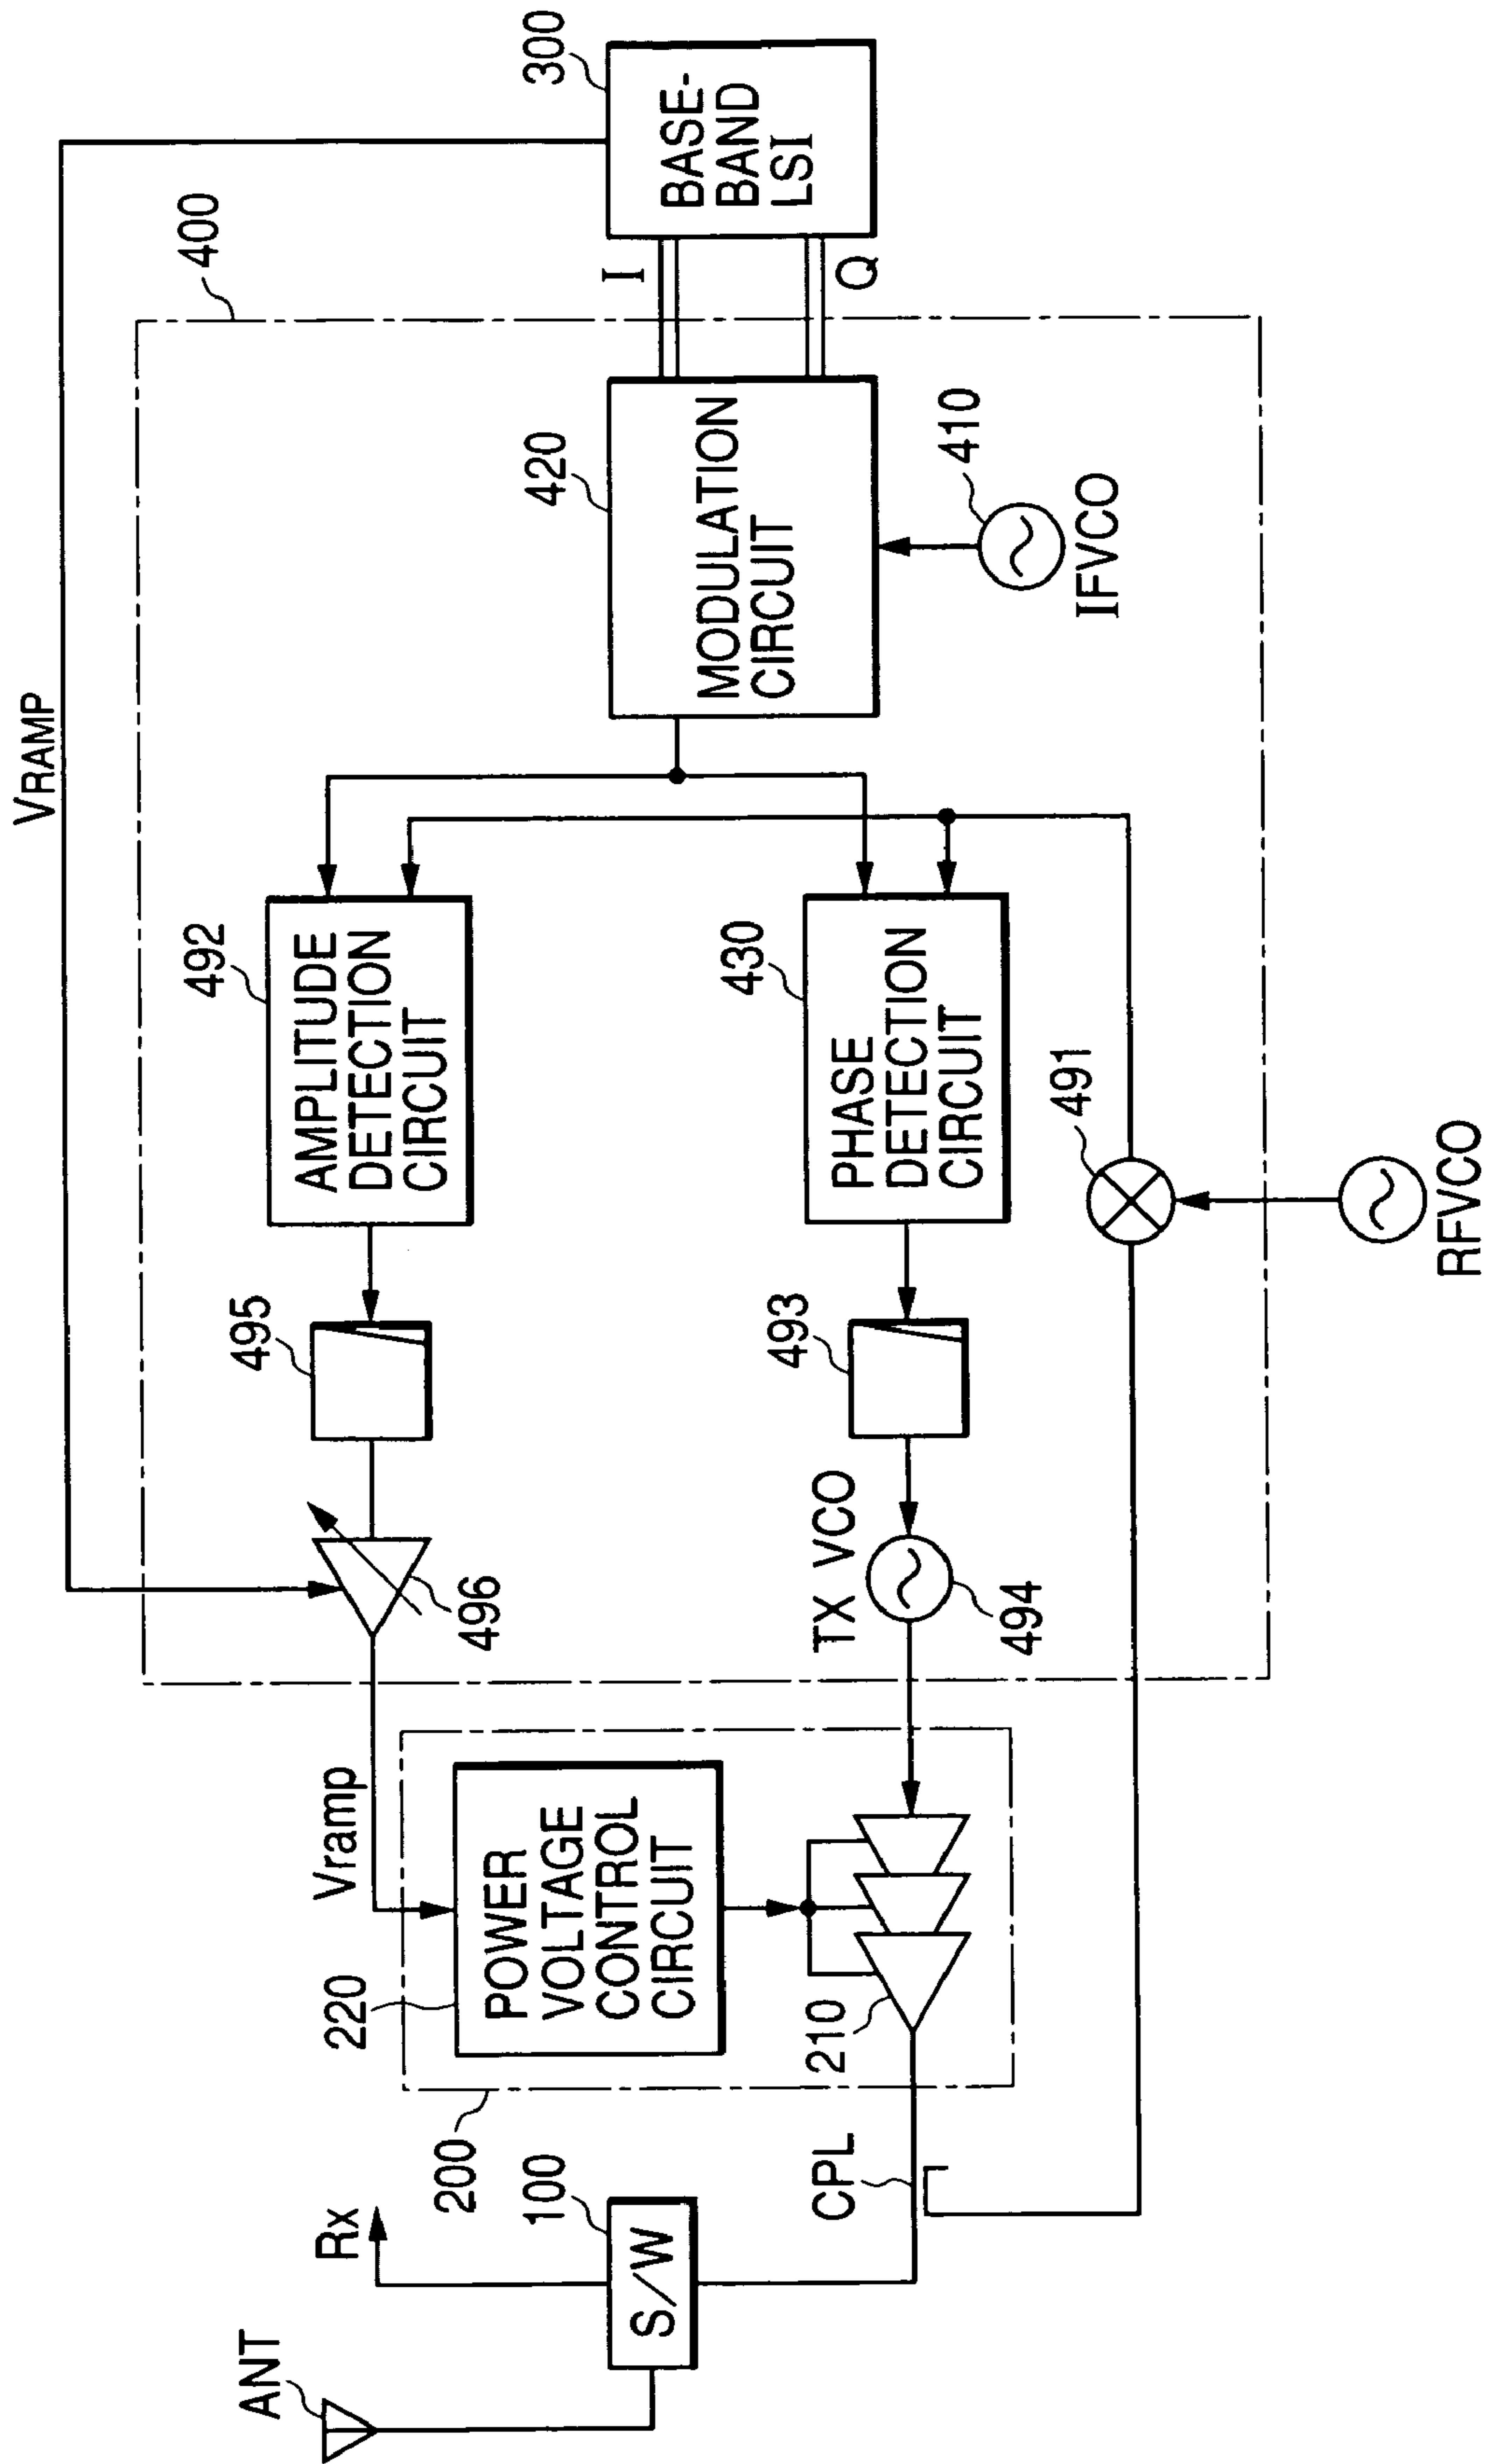 ANT
Rx
100
S/W
200
CPL
220
POWER
VOLTAGE
CONTROL
CIRCUIT
210
Vramp
VRAMP
496
495
492
AMPLITUDE
DETECTION
CIRCUIT
TX VCO
494
493
430
PHASE
DETECTION
CIRCUIT
491
RFVCO
420
MODULATION
CIRCUIT
410
IFVCO
400
I
Q
300
BASE-
BAND
LSI